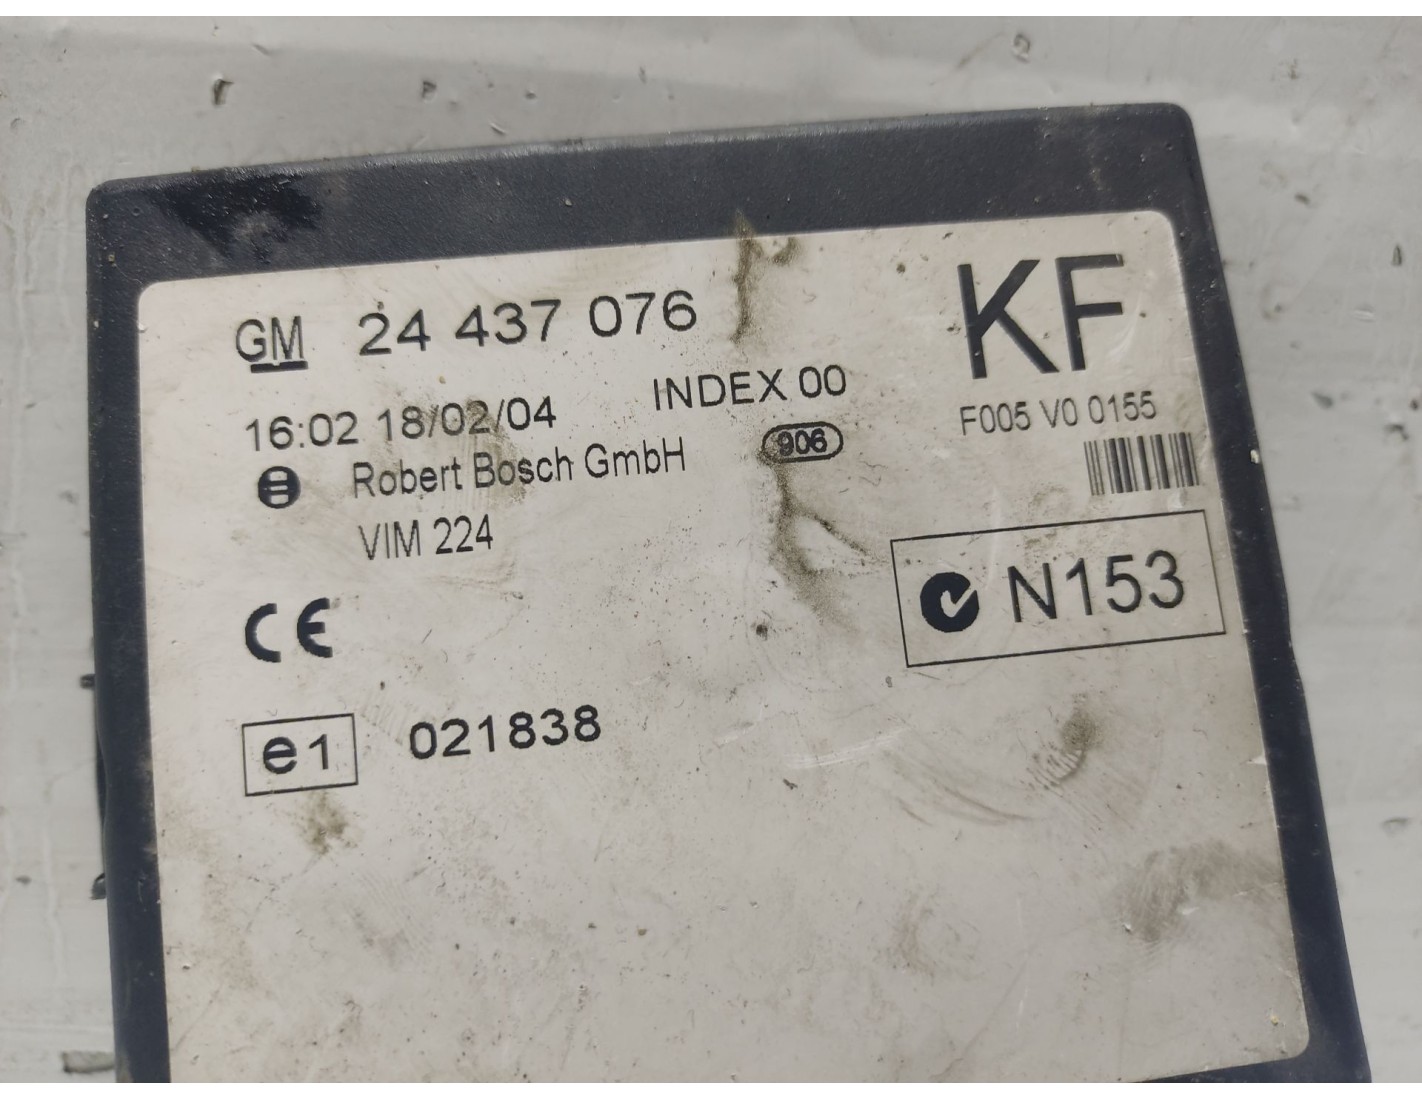 GM 24 437 076
KF
16:02 18/02/04 INDEX 00
F005 V0 0155
Robert Bosch GmbH
906
VIM 224
N153
CE
e1 021838